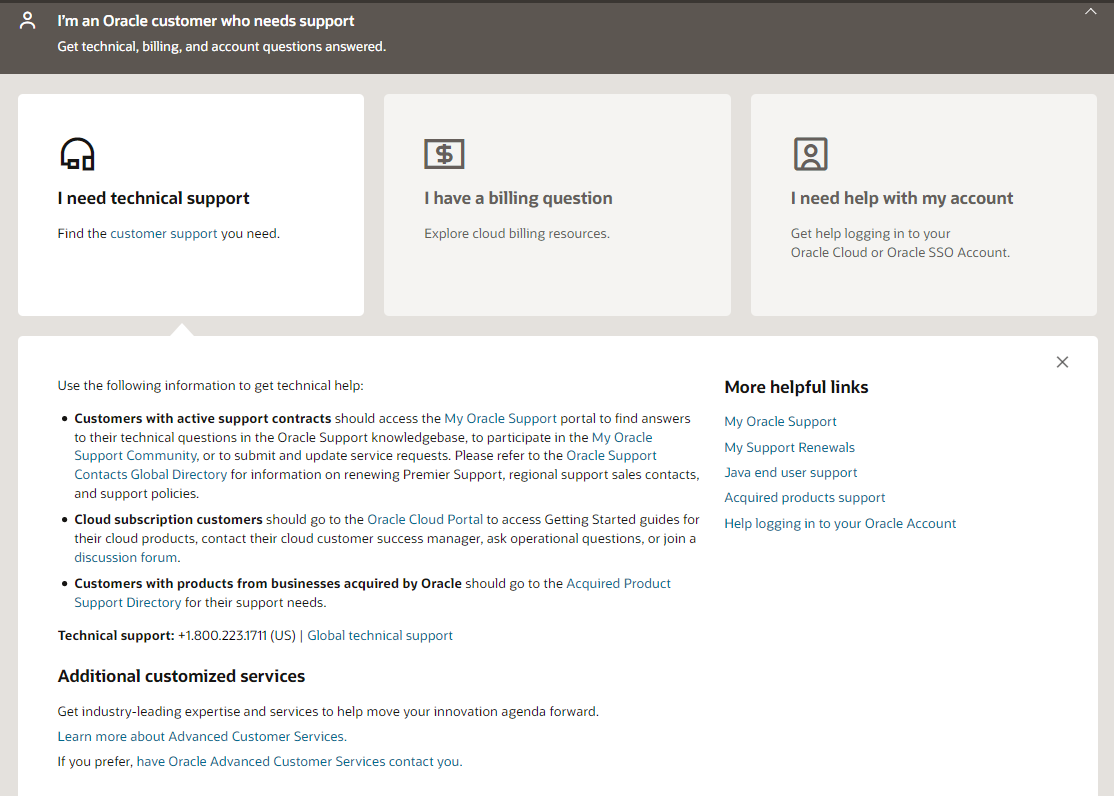 I'm an Oracle customer who needs support
Get technical, billing, and account questions answered.
I need technical support
Find the customer support you need.
I have a billing question
Explore cloud billing resources.
I need help with my account
Get help logging in to your
Oracle Cloud or Oracle SSO Account.
Use the following information to get technical help:
• Customers with active support contracts should access the My Oracle Support portal to find answers
to their technical questions in the Oracle Support knowledgebase, to participate in the My Oracle
Support Community, or to submit and update service requests. Please refer to the Oracle Support
Contacts Global Directory for information on renewing Premier Support, regional support sales contacts,
and support policies.
• Cloud subscription customers should go to the Oracle Cloud Portal to access Getting Started guides for
their cloud products, contact their cloud customer success manager, ask operational questions, or join a
discussion forum.
• Customers with products from businesses acquired by Oracle should go to the Acquired Product
Support Directory for their support needs.
Technical support: +1.800.223.1711 (US) | Global technical support
Additional customized services
Get industry-leading expertise and services to help move your innovation agenda forward.
Learn more about Advanced Customer Services.
If you prefer, have Oracle Advanced Customer Services contact you.
More helpful links
My Oracle Support
My Support Renewals
Java end user support
Acquired products support
Help logging in to your Oracle Account